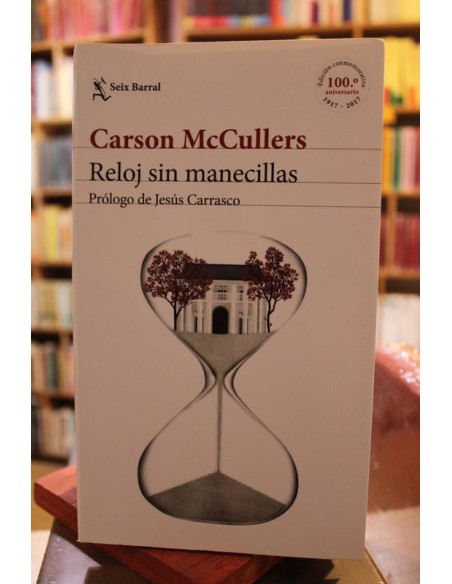 Seix Barral
Edición conmemorativa
100.º
aniversario
1917 - 2017
Carson McCullers
Reloj sin manecillas
Prólogo de Jesús Carrasco